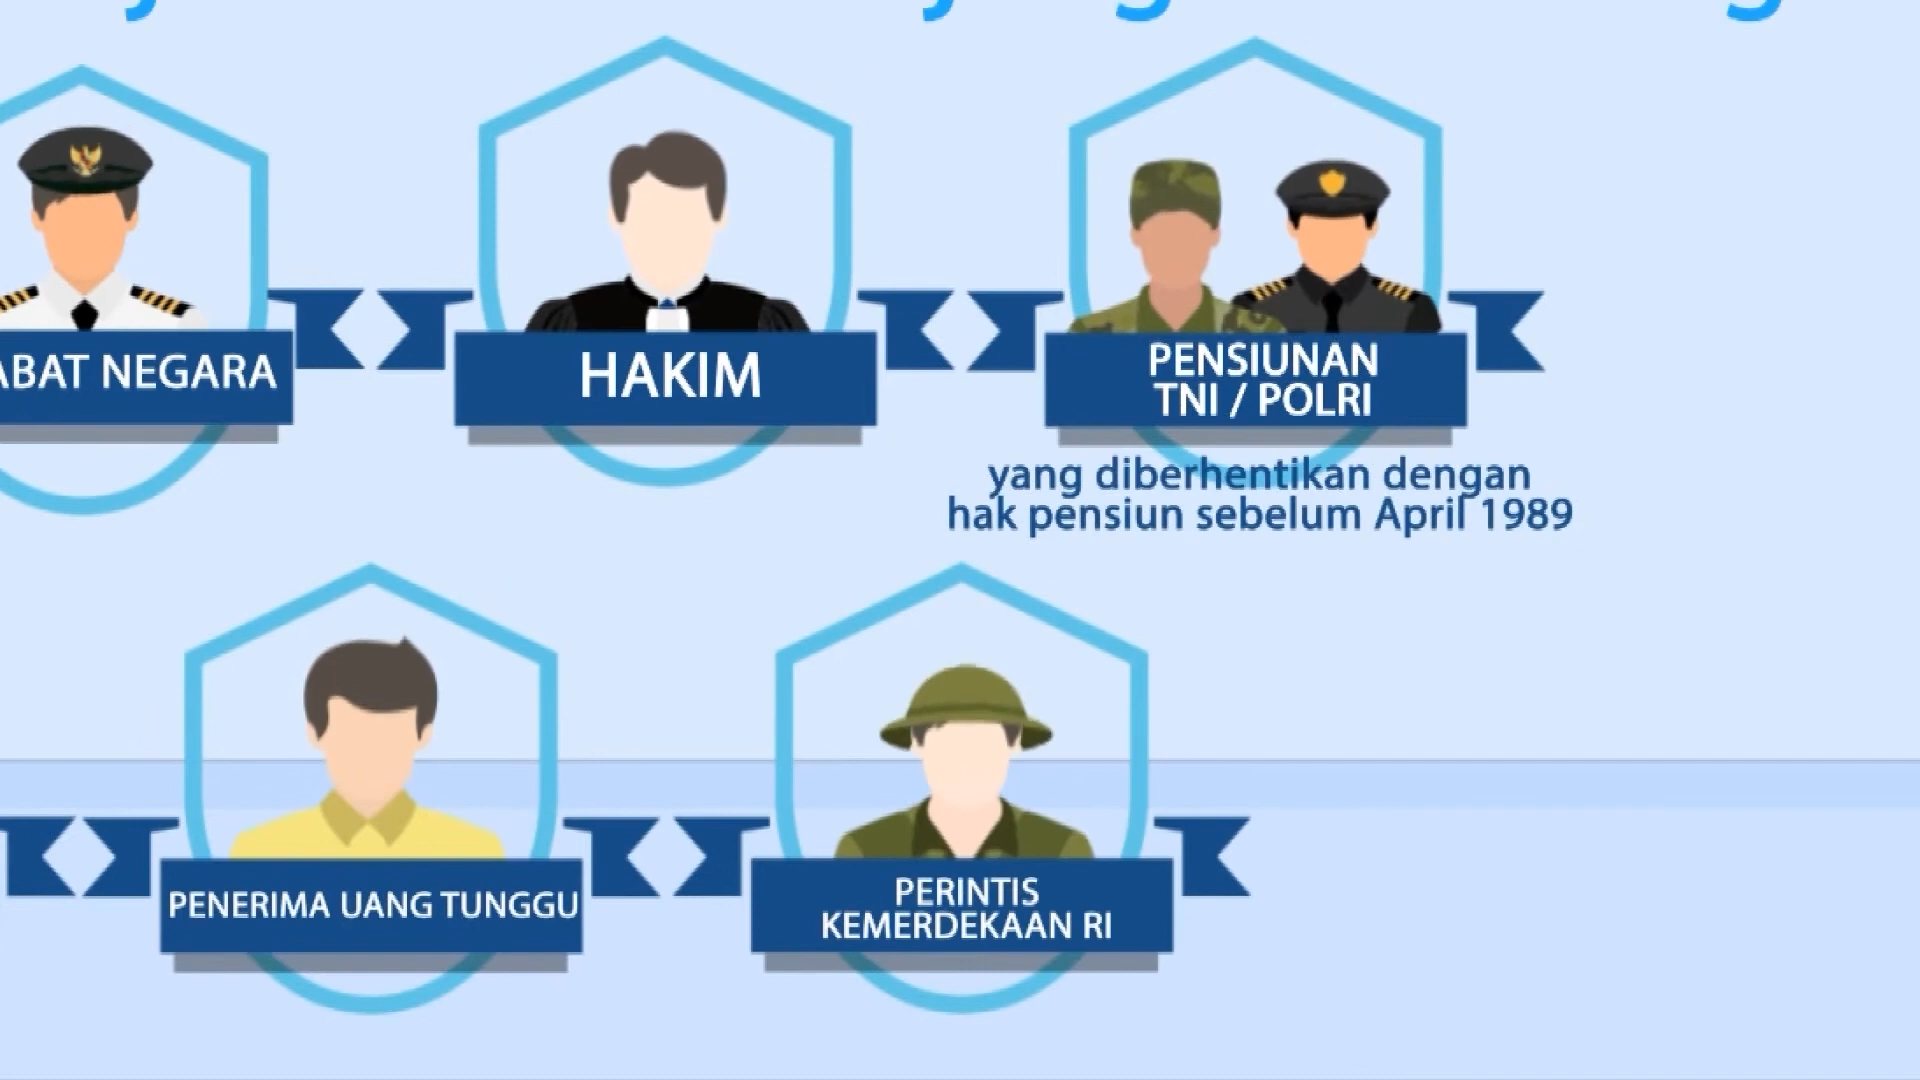 NEGARA
HAKIM
PENSIUNAN
TNI / POLRI
yang diberhentikan dengan
hak pensiun sebelum April 1989
PENERIMA UANG TUNGGU
PERINTIS
KEMERDEKAAN RI